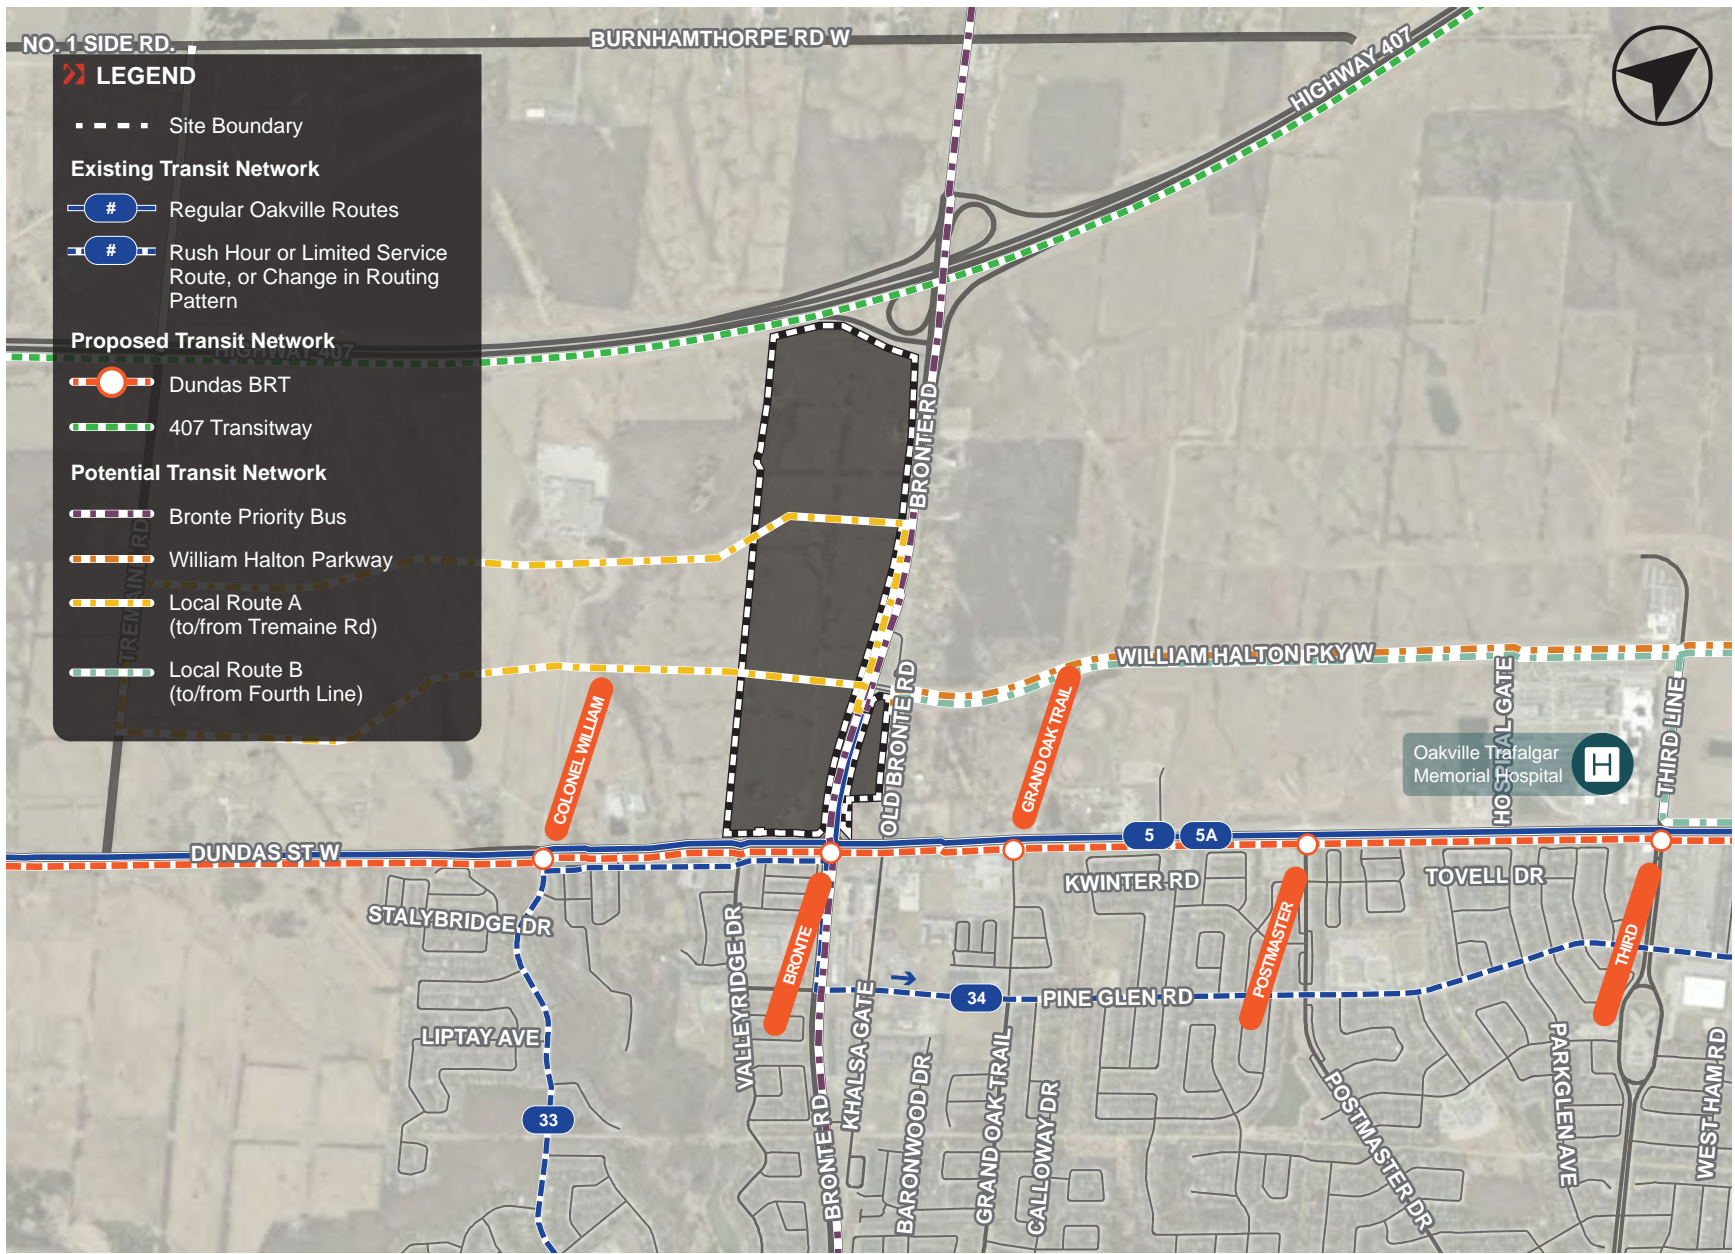 NO. 1 SIDE RD.
BURNHAMTHORPE RD W
HIGHWAY 407
LEGEND
Site Boundary
Existing Transit Network
#
Regular Oakville Routes
#
Rush Hour or Limited Service
Route, or Change in Routing
Pattern
Proposed Transit Network
HIGHWAY 407
Dundas BRT
407 Transitway
Potential Transit Network
Bronte Priority Bus
William Halton Parkway
Local Route A
(to/from Tremaine Rd)
Local Route B
(to/from Fourth Line)
TREMAINE RD
BRONTE RD
OLD BRONTE RD
WILLIAM HALTON PKY W
COLONEL WILLIAM
GRAND OAK TRAIL
HOSPITAL GATE
THIRD LINE
Oakville Trafalgar
Memorial Hospital
H
DUNDAS ST W
5
5A
KWINTER RD
TOVELL DR
STALYBRIDGE DR
VALLEYRIDGE DR
BRONTE
POSTMASTER
THIRD
34
PINE GLEN RD
LIPTAY AVE
KHALSA GATE
33
BRONTE RD
BARONWOOD DR
GRAND OAK TRAIL
CALLOWAY DR
POSTMASTER DR
PARKGLEN AVE
WESTHAM RD